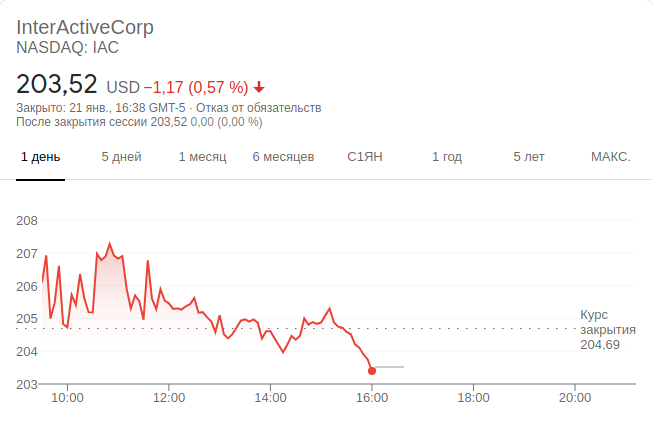 InterActiveCorp
NASDAQ: IAC
203,52 USD −1,17 (0,57 %)
Закрыто: 21 янв., 16:38 GMT-5 · Отказ от обязательств
После закрытия сессии 203,52 0,00 (0,00 %)
1 день 5 дней 1 месяц 6 месяцев С1ЯН 1 год 5 лет МАКС.
208
207
206
205
Курс
закрытия
204,69
204
203
10:00 12:00 14:00 16:00 18:00 20:00